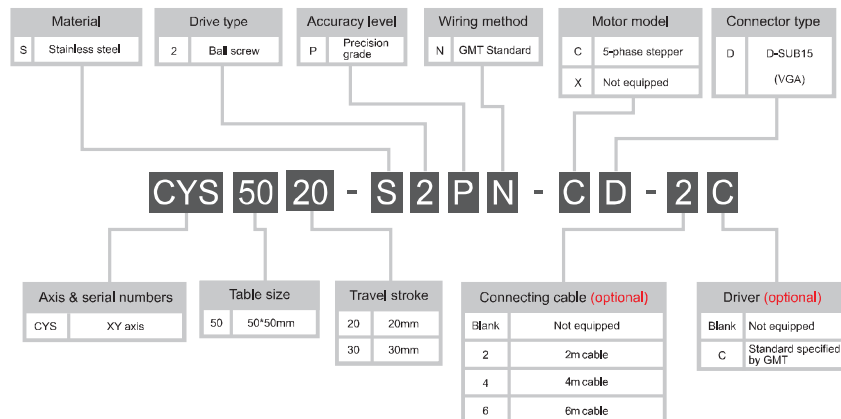 Material
S Stainless steel
Drive type
2 Ball screw
Accuracy level
P Precision
grade
Wiring method
N GMT Standard
Motor model
C 5-phase stepper
X Not equipped
Connector type
D D-SUB15
(VGA)
CYS 50 20 - S 2 P N - C D - 2 C
Axis & serial numbers
CYS XY axis
Table size
50 50*50mm
Travel stroke
20 20mm
30 30mm
Connecting cable (optional)
Blank Not equipped
2 2m cable
4 4m cable
6 6m cable
Driver (optional)
Blank Not equipped
C Standard specified
by GMT